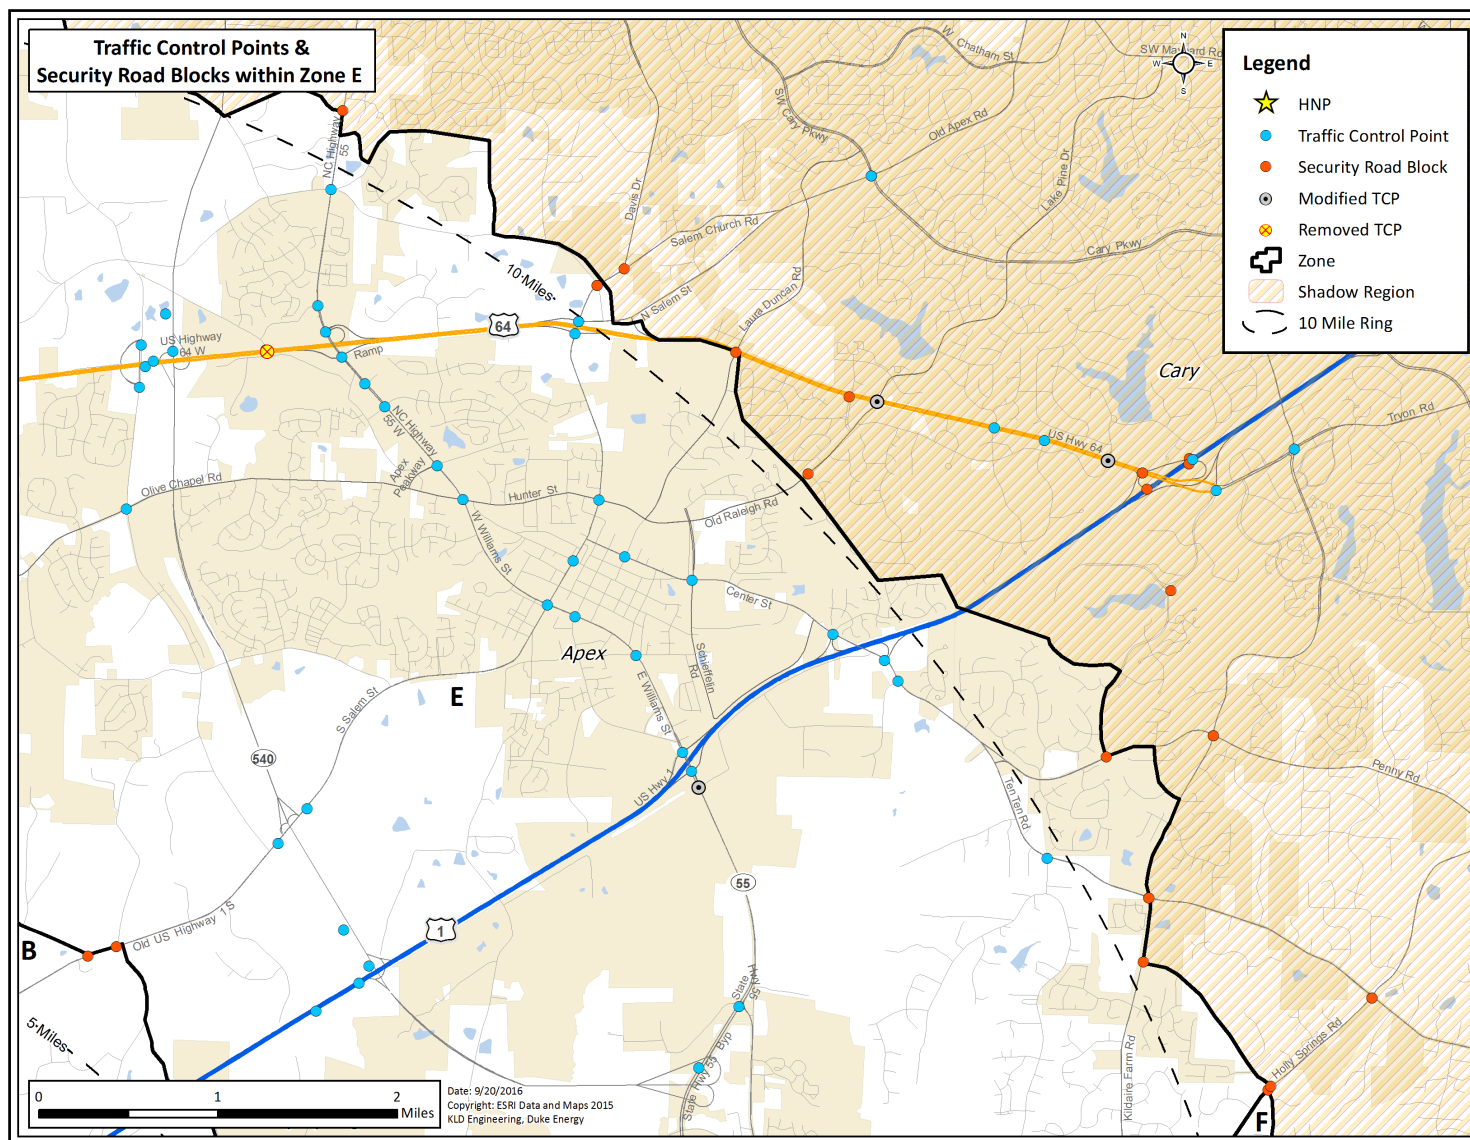 Traffic Control Points &
Security Road Blocks within Zone E
W Chatham St
SW Maynard Rd
N
W E
S
Legend
HNP
Traffic Control Point
Security Road Block
Modified TCP
Removed TCP
Zone
Shadow Region
10 Mile Ring
SW Cary Pkwy
Old Apex Rd
NC Highway
55
Lake Pine Dr
Davis Dr
Salem Church Rd
Cary Pkwy
10 Miles
N Salem St
Laura Duncan Rd
64
US Highway
64 W
Ramp
Cary
NC Highway
55 W
Tryon Rd
US Hwy 64
Apex
Peakway
Olive Chapel Rd
Hunter St
Old Raleigh Rd
W Williams St
Center St
Apex
Schieffelin
Rd
E
E Williams St
S Salem St
540
US Hwy 1
Penny Rd
Ten Ten Rd
55
1
Old US Highway 1 S
B
State
Hwy 55
5 Miles
State Hwy 55 Byp
Kildaire Farm Rd
Holly Springs Rd
F
0 1 2
Miles
Date: 9/20/2016
Copyright: ESRI Data and Maps 2015
KLD Engineering, Duke Energy